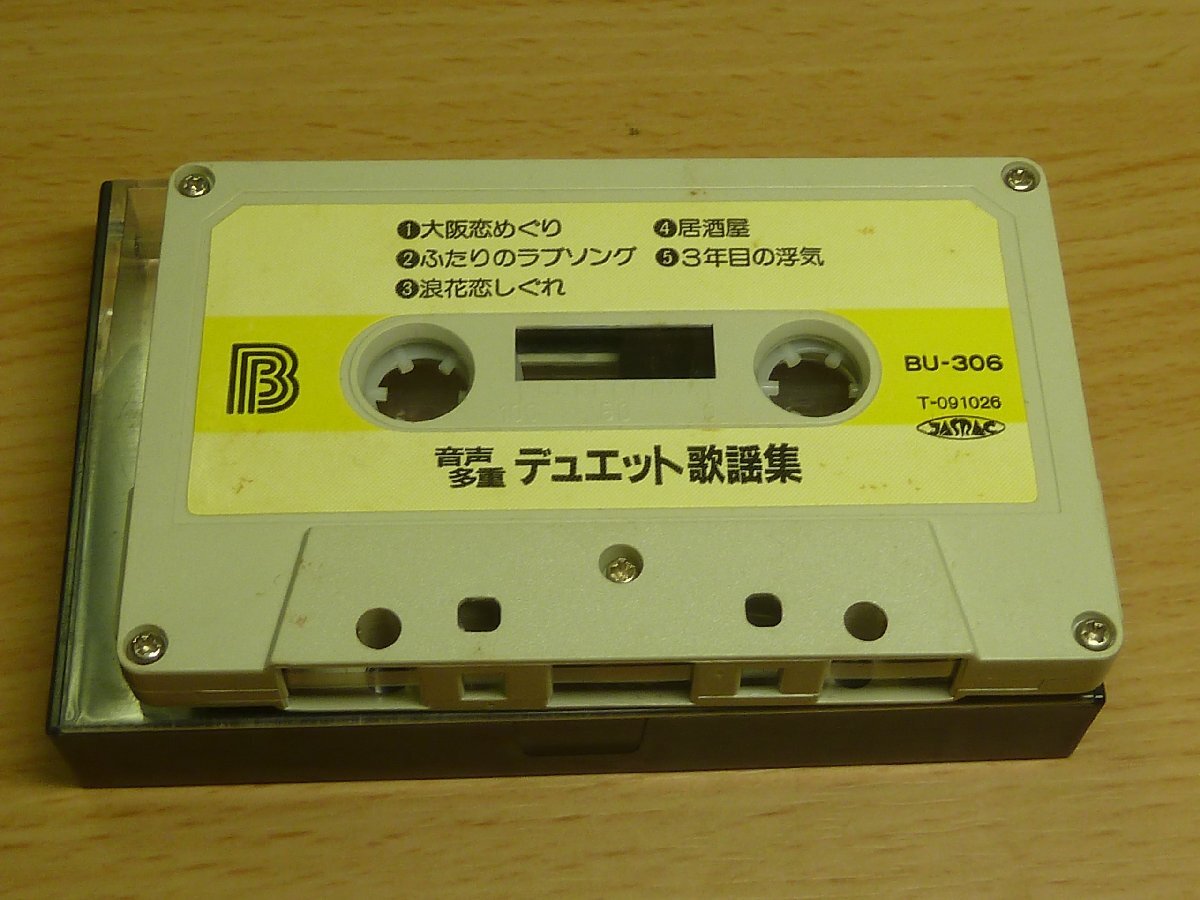 ❶大阪恋めぐり
❷ふたりのラブソング
❸浪花恋しぐれ
❹居酒屋
❺3年目の浮気
B
BU-306
T-091026
JASRAC
音声多重 デュエット歌謡集